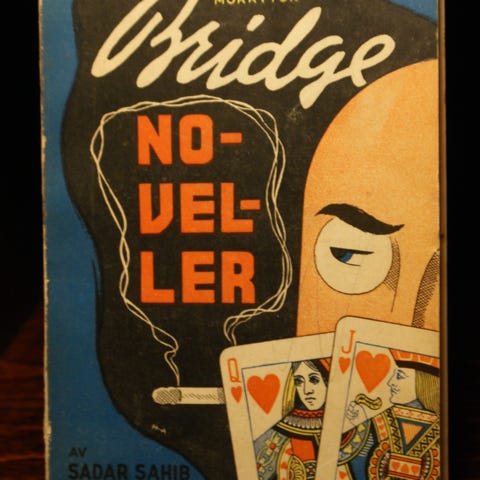 Bridge
NO-
VEL-
LER
Q
J
AV
SADAR SAHIB